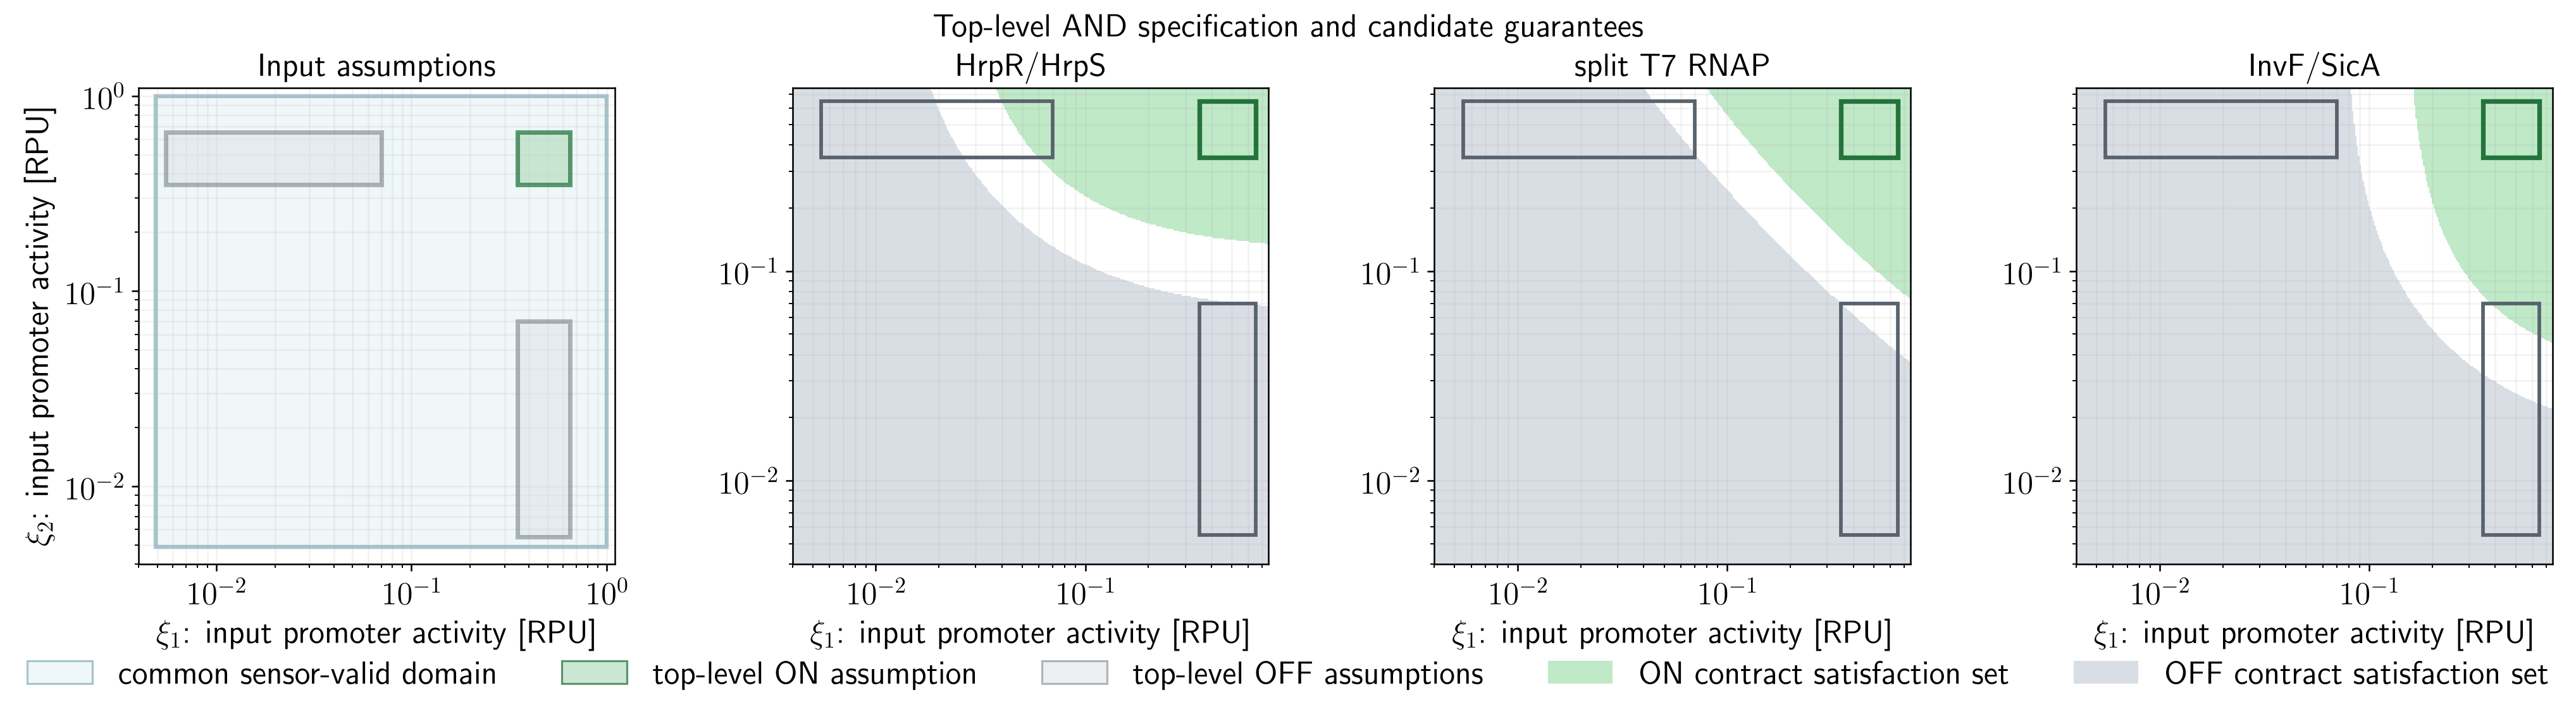 Top-level AND specification and candidate guarantees
Input assumptions
HrpR/HrpS
split T7 RNAP
InvF/SicA
ξ₂: input promoter activity [RPU]
10⁰
10⁻¹
10⁻²
10⁻²
10⁻¹
10⁰
ξ₁: input promoter activity [RPU]
10⁻¹
10⁻²
10⁻²
10⁻¹
ξ₁: input promoter activity [RPU]
10⁻¹
10⁻²
10⁻²
10⁻¹
ξ₁: input promoter activity [RPU]
10⁻¹
10⁻²
10⁻²
10⁻¹
ξ₁: input promoter activity [RPU]
common sensor-valid domain
top-level ON assumption
top-level OFF assumptions
ON contract satisfaction set
OFF contract satisfaction set